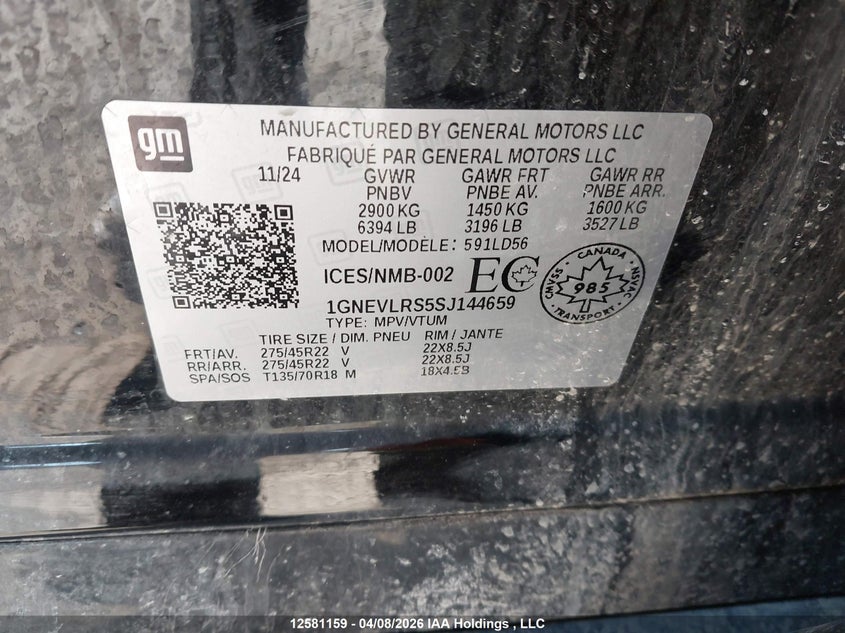 gm
MANUFACTURED BY GENERAL MOTORS LLC
FABRIQUÉ PAR GENERAL MOTORS LLC
11/24 GVWR GAWR FRT GAWR RR
PNBV PNBE AV. PNBE ARR.
2900 KG 1450 KG 1600 KG
6394 LB 3196 LB 3527 LB
MODEL/MODÈLE: 591LD56
ICES/NMB-002 EC
CANADA
CMVSS 985 NSVAC
TRANSPORT
1GNEVLRS5SJ144659
TYPE: MPV/VTUM
TIRE SIZE / DIM. PNEU RIM / JANTE
FRT/AV. 275/45R22 V 22X8.5J
RR/ARR. 275/45R22 V 22X8.5J
SPA/SOS T135/70R18 M 18X4.5B
12581159 - 04/08/2026 IAA Holdings , LLC